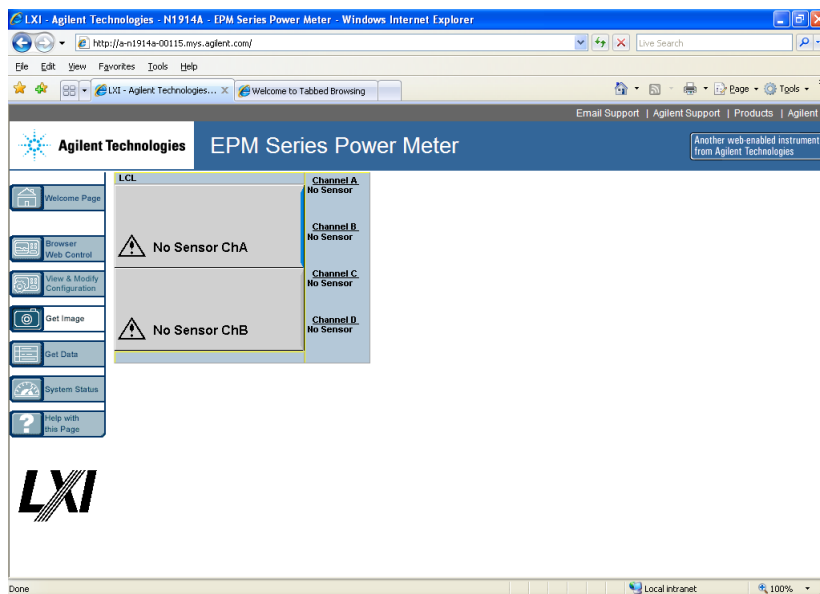 LXI - Agilent Technologies - N1914A - EPM Series Power Meter - Windows Internet Explorer
http://a-n1914a-00115.mys.agilent.com/
Live Search
File Edit View Favorites Tools Help
LXI - Agilent Technologies... X
Welcome to Tabbed Browsing
Page
Tools
Email Support | Agilent Support | Products | Agilent
Agilent Technologies
EPM Series Power Meter
Another web-enabled instrument
from Agilent Technologies
Welcome Page
Browser
Web Control
View & Modify
Configuration
Get Image
Get Data
System Status
Help with
this Page
LXI
LCL
No Sensor ChA
No Sensor ChB
Channel A
No Sensor
Channel B
No Sensor
Channel C
No Sensor
Channel D
No Sensor
Done
Local intranet
100%